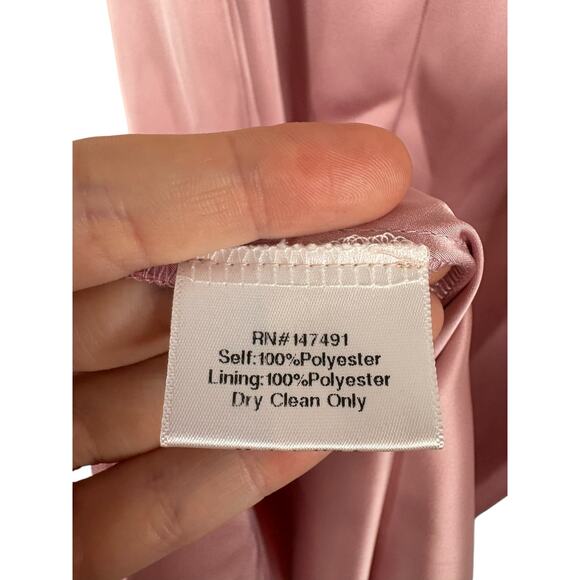 RN#147491
Self:100%Polyester
Lining:100%Polyester
Dry Clean Only